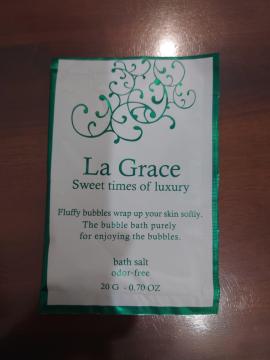 La Grace
Sweet times of luxury
Fluffy bubbles wrap up your skin softly.
The bubble bath purely
for enjoying the bubbles.
bath salt
odor-free
20 G - 0.70 OZ